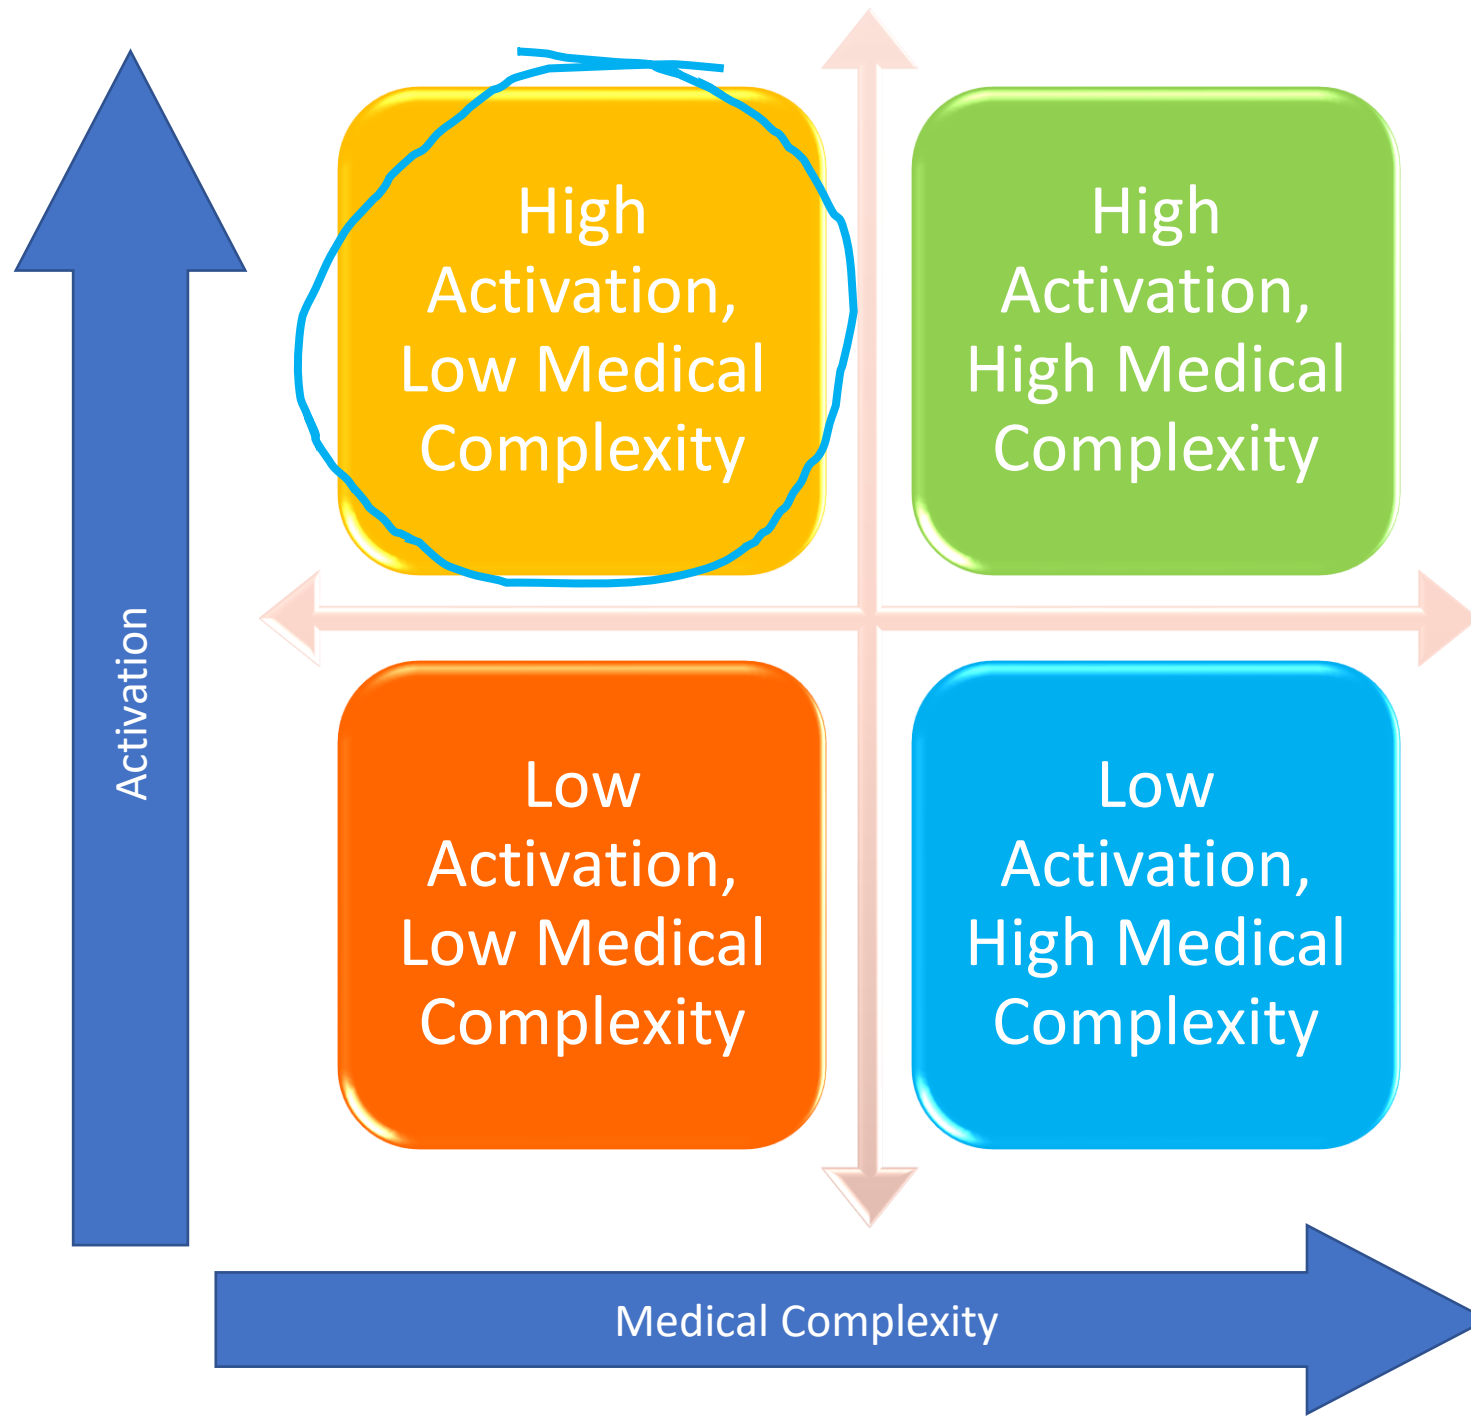 High
Activation,
Low Medical
Complexity
High
Activation,
High Medical
Complexity
Activation
Low
Activation,
Low Medical
Complexity
Low
Activation,
High Medical
Complexity
Medical Complexity